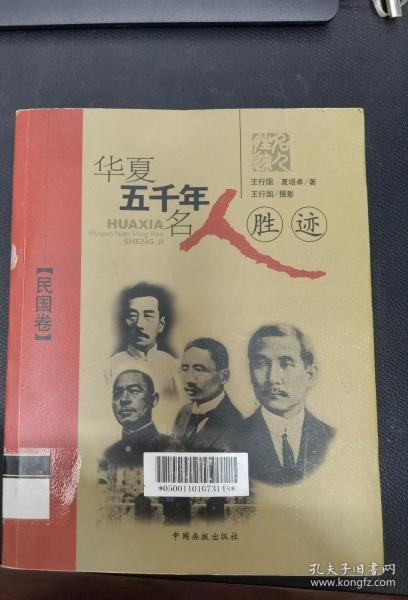 华夏
五千年
名人
胜迹
HUAXIA
Wuqian Nian Ming Ren
SHENG JI
王行国 夏培卓/著
王行国/摄影
【民国卷】
*0500110107314N*
中国画报出版社
孔夫子旧书网
www.kongfz.com